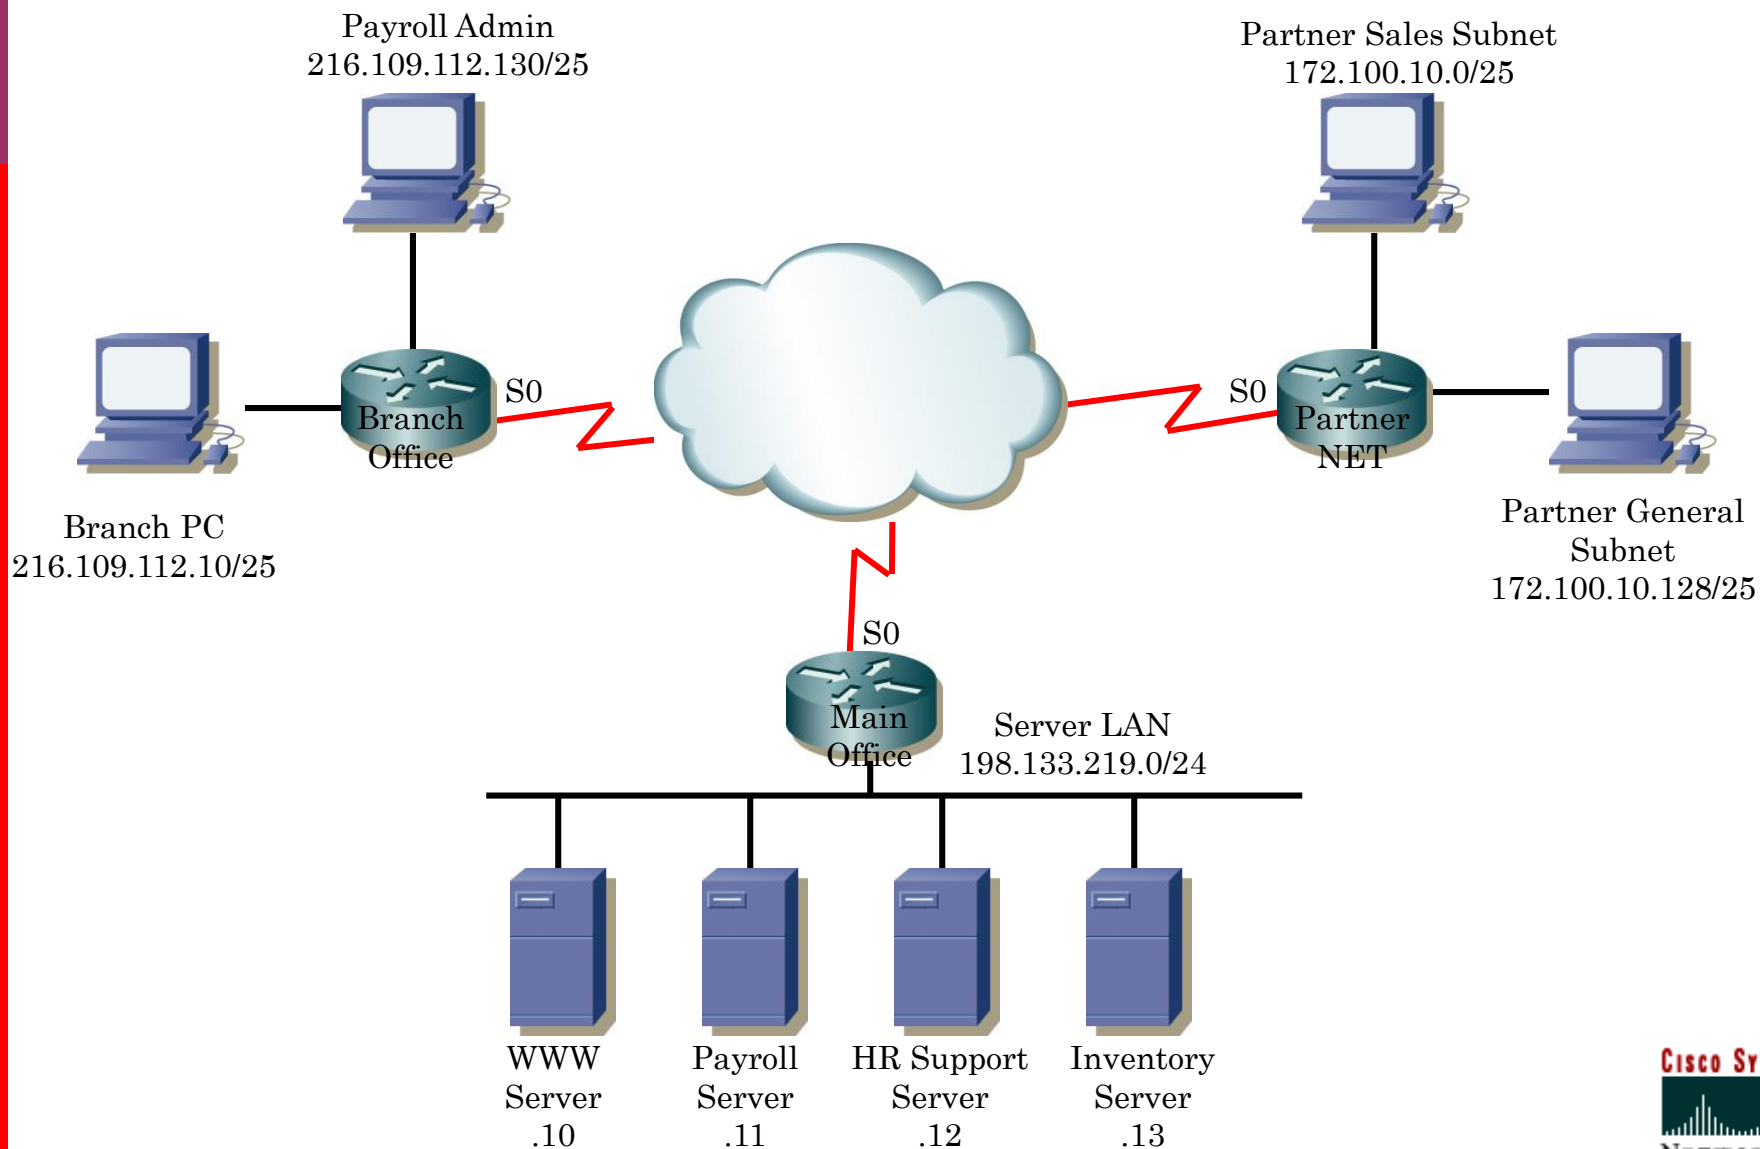 Payroll Admin
216.109.112.130/25
Partner Sales Subnet
172.100.10.0/25
S0
Branch
Office
S0
Partner
NET
Branch PC
216.109.112.10/25
Partner General
Subnet
172.100.10.128/25
S0
Main
Office
Server LAN
198.133.219.0/24
WWW
Server
.10
Payroll
Server
.11
HR Support
Server
.12
Inventory
Server
.13
CISCO SY